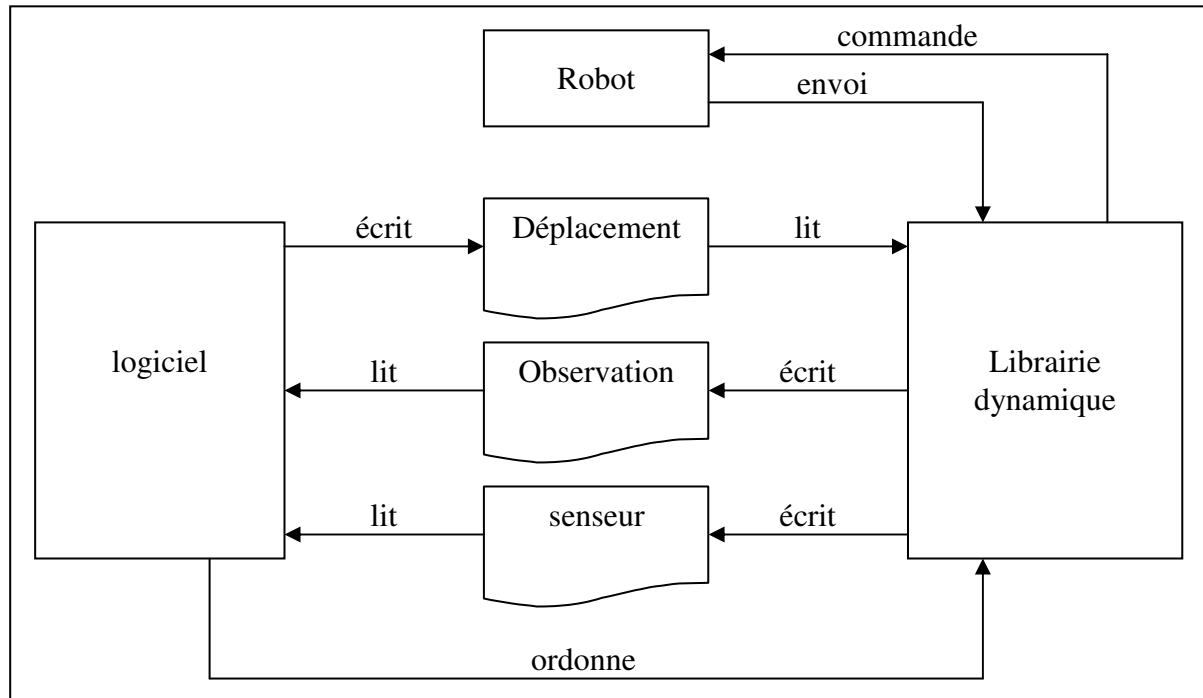 commande
Robot
envoi
écrit
Déplacement
lit
logiciel
lit
Observation
écrit
Librairie
dynamique
lit
senseur
écrit
ordonne